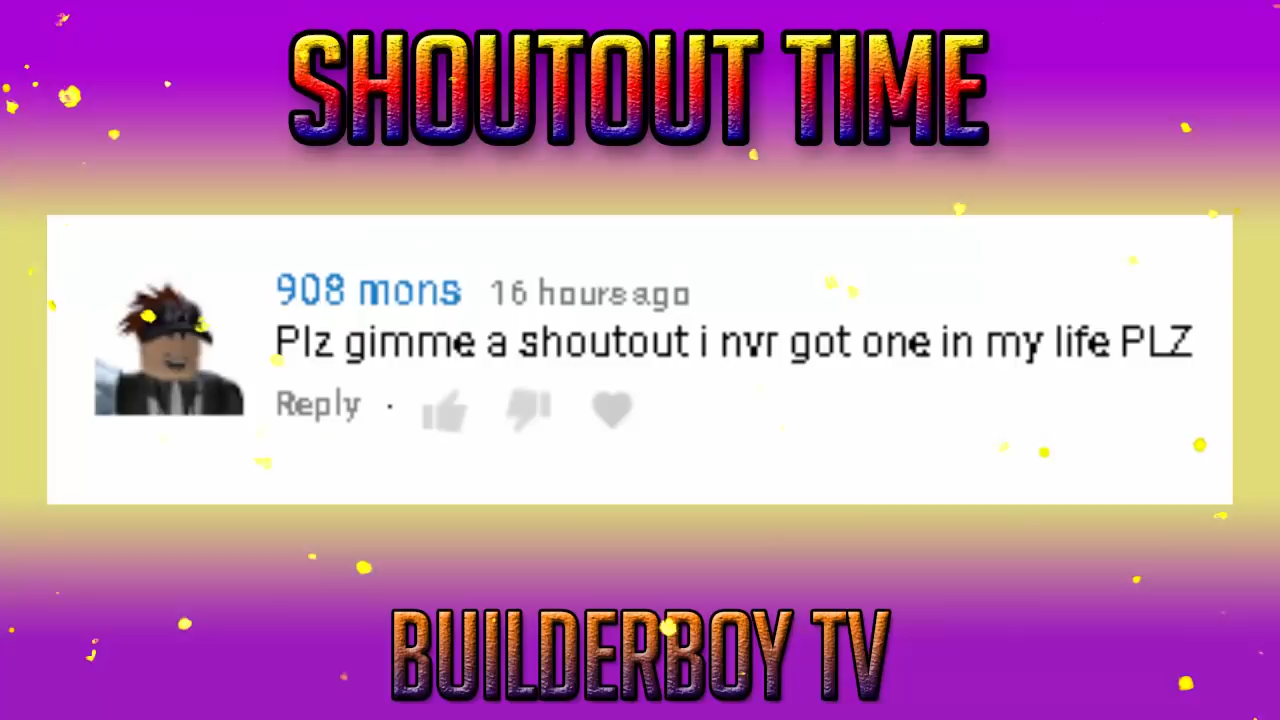 SHOUTOUT TIME
908 mons 16 hours ago
Plz gimme a shoutout i nvr got one in my life PLZ
Reply ·
BUILDERBOY TV